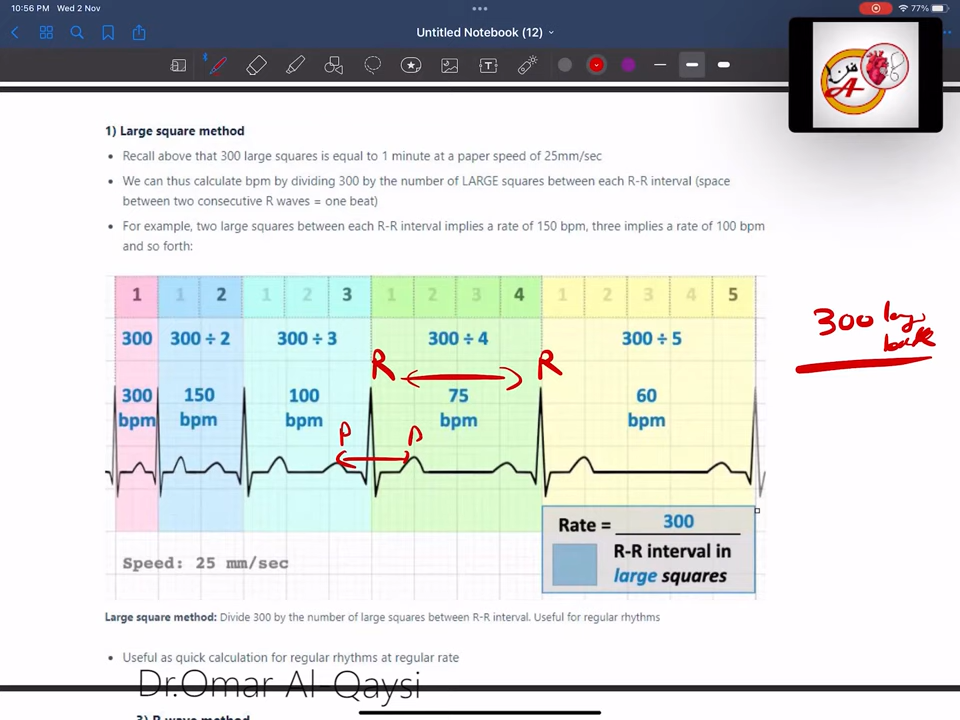 10:56 PM Wed 2 Nov
77%
Untitled Notebook (12)
1) Large square method
• Recall above that 300 large squares is equal to 1 minute at a paper speed of 25mm/sec
• We can thus calculate bpm by dividing 300 by the number of LARGE squares between each R-R interval (space
between two consecutive R waves = one beat)
• For example, two large squares between each R-R interval implies a rate of 150 bpm, three implies a rate of 100 bpm
and so forth:
1 1 2 1 2 3 1 2 3 4 1 2 3 4 5
300 300 ÷ 2 300 ÷ 3 300 ÷ 4 300 ÷ 5
300 large
R R
300 150 100 75 60
bpm bpm bpm bpm bpm
P P
Rate = 300
R-R interval in
large squares
Speed: 25 mm/sec
Large square method: Divide 300 by the number of large squares between R-R interval. Useful for regular rhythms
• Useful as quick calculation for regular rhythms at regular rate
Dr.Omar Al-Qaysi